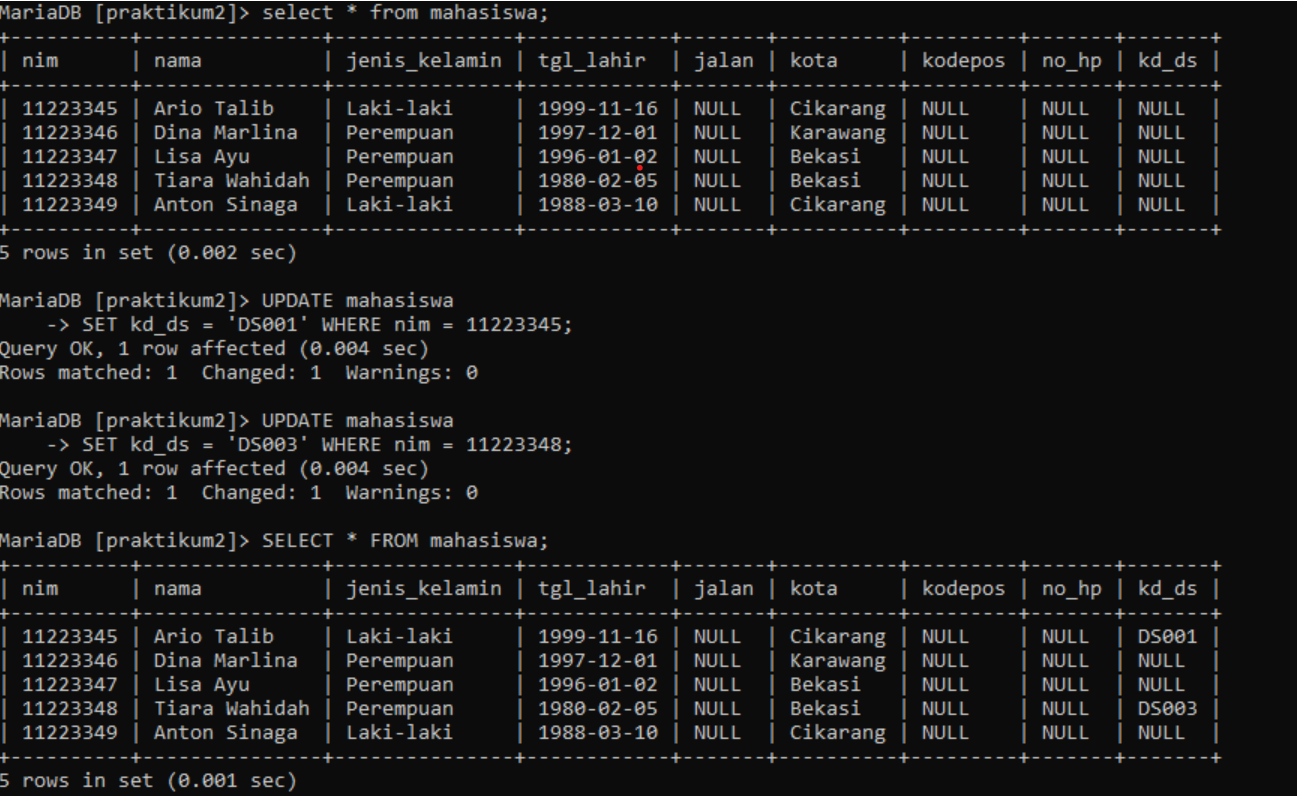 MariaDB [praktikum2]> select * from mahasiswa;
+----------+---------------+---------------+------------+-------+----------+---------+-------+-------+
| nim      | nama          | jenis_kelamin | tgl_lahir  | jalan | kota     | kodepos | no_hp | kd_ds |
+----------+---------------+---------------+------------+-------+----------+---------+-------+-------+
| 11223345 | Ario Talib    | Laki-laki     | 1999-11-16 | NULL  | Cikarang | NULL    | NULL  | NULL  |
| 11223346 | Dina Marlina  | Perempuan     | 1997-12-01 | NULL  | Karawang | NULL    | NULL  | NULL  |
| 11223347 | Lisa Ayu      | Perempuan     | 1996-01-02 | NULL  | Bekasi   | NULL    | NULL  | NULL  |
| 11223348 | Tiara Wahidah | Perempuan     | 1980-02-05 | NULL  | Bekasi   | NULL    | NULL  | NULL  |
| 11223349 | Anton Sinaga  | Laki-laki     | 1988-03-10 | NULL  | Cikarang | NULL    | NULL  | NULL  |
+----------+---------------+---------------+------------+-------+----------+---------+-------+-------+
5 rows in set (0.002 sec)
MariaDB [praktikum2]> UPDATE mahasiswa
    -> SET kd_ds = 'DS001' WHERE nim = 11223345;
Query OK, 1 row affected (0.004 sec)
Rows matched: 1  Changed: 1  Warnings: 0
MariaDB [praktikum2]> UPDATE mahasiswa
    -> SET kd_ds = 'DS003' WHERE nim = 11223348;
Query OK, 1 row affected (0.004 sec)
Rows matched: 1  Changed: 1  Warnings: 0
MariaDB [praktikum2]> SELECT * FROM mahasiswa;
+----------+---------------+---------------+------------+-------+----------+---------+-------+-------+
| nim      | nama          | jenis_kelamin | tgl_lahir  | jalan | kota     | kodepos | no_hp | kd_ds |
+----------+---------------+---------------+------------+-------+----------+---------+-------+-------+
| 11223345 | Ario Talib    | Laki-laki     | 1999-11-16 | NULL  | Cikarang | NULL    | NULL  | DS001 |
| 11223346 | Dina Marlina  | Perempuan     | 1997-12-01 | NULL  | Karawang | NULL    | NULL  | NULL  |
| 11223347 | Lisa Ayu      | Perempuan     | 1996-01-02 | NULL  | Bekasi   | NULL    | NULL  | NULL  |
| 11223348 | Tiara Wahidah | Perempuan     | 1980-02-05 | NULL  | Bekasi   | NULL    | NULL  | DS003 |
| 11223349 | Anton Sinaga  | Laki-laki     | 1988-03-10 | NULL  | Cikarang | NULL    | NULL  | NULL  |
+----------+---------------+---------------+------------+-------+----------+---------+-------+-------+
5 rows in set (0.001 sec)